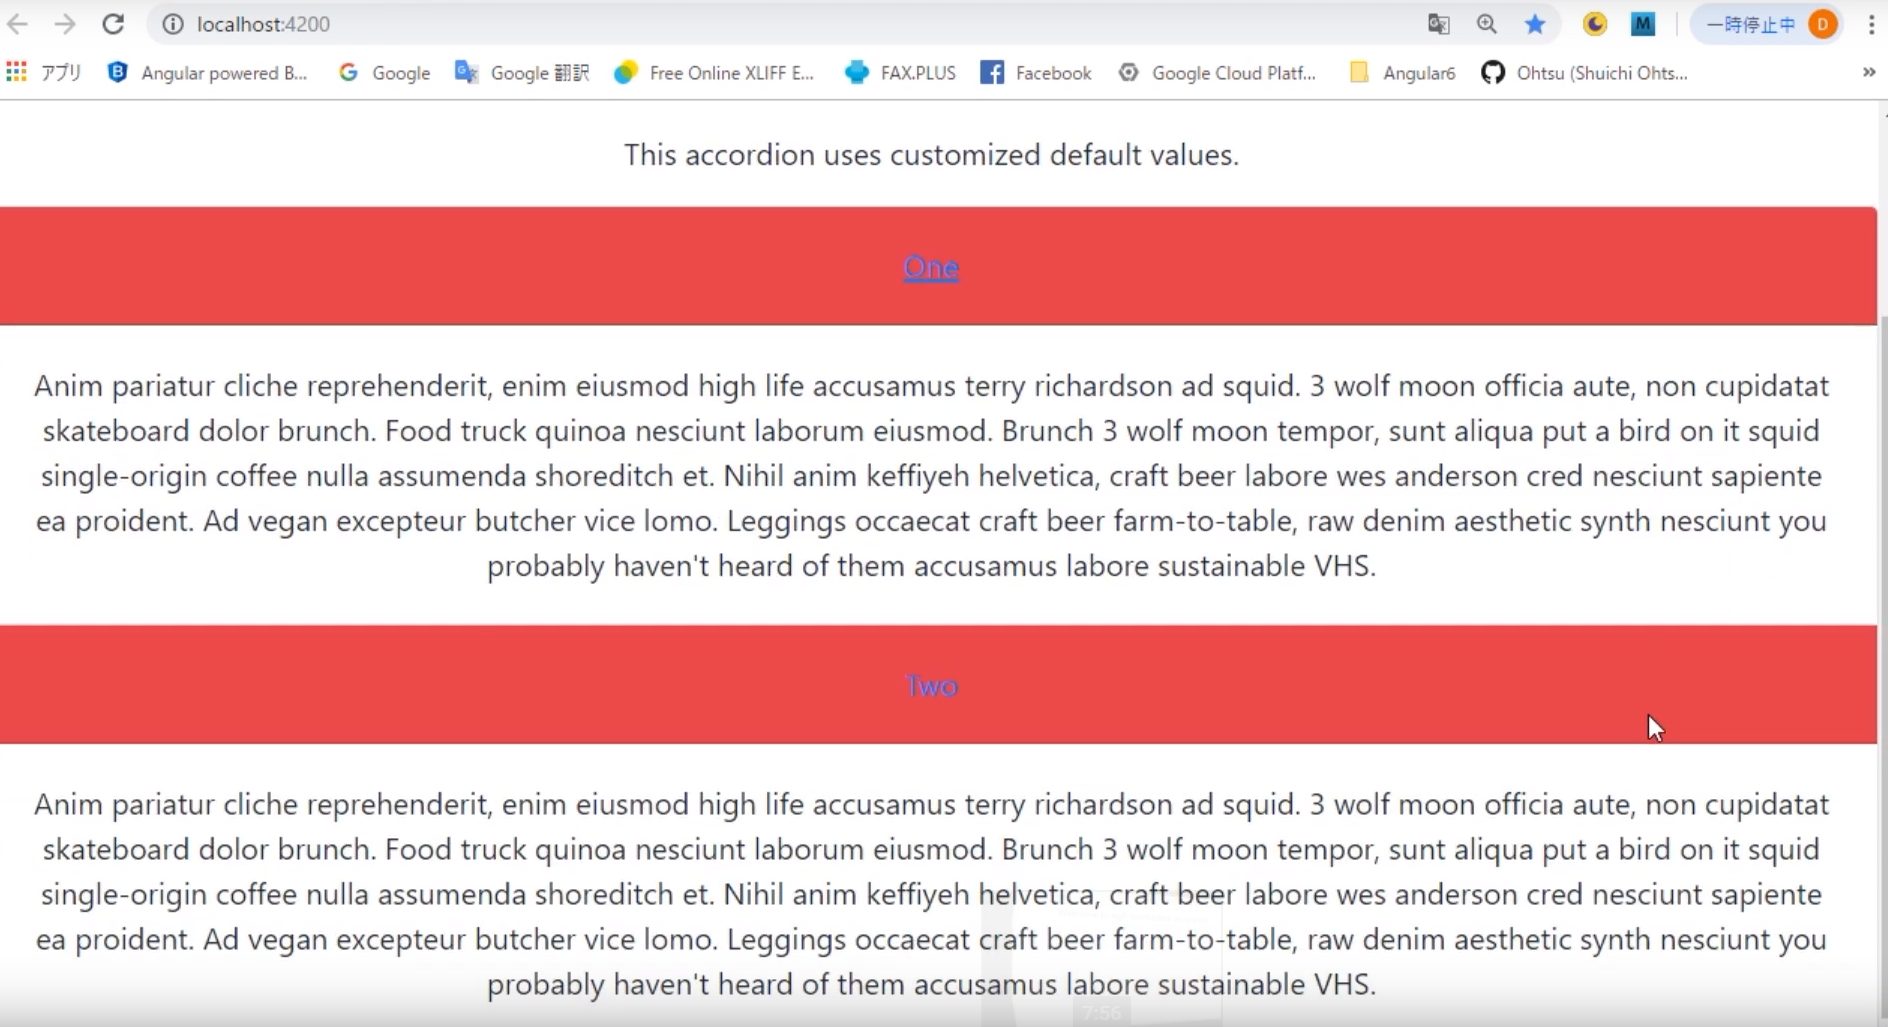 localhost:4200
一時停止中 D
アプリ Angular powered B... Google Google 翻訳 Free Online XLIFF E... FAX.PLUS Facebook Google Cloud Platf... Angular6 Ohtsu (Shuichi Ohts... »
This accordion uses customized default values.
One
Anim pariatur cliche reprehenderit, enim eiusmod high life accusamus terry richardson ad squid. 3 wolf moon officia aute, non cupidatat
skateboard dolor brunch. Food truck quinoa nesciunt laborum eiusmod. Brunch 3 wolf moon tempor, sunt aliqua put a bird on it squid
single-origin coffee nulla assumenda shoreditch et. Nihil anim keffiyeh helvetica, craft beer labore wes anderson cred nesciunt sapiente
ea proident. Ad vegan excepteur butcher vice lomo. Leggings occaecat craft beer farm-to-table, raw denim aesthetic synth nesciunt you
probably haven't heard of them accusamus labore sustainable VHS.
Two
Anim pariatur cliche reprehenderit, enim eiusmod high life accusamus terry richardson ad squid. 3 wolf moon officia aute, non cupidatat
skateboard dolor brunch. Food truck quinoa nesciunt laborum eiusmod. Brunch 3 wolf moon tempor, sunt aliqua put a bird on it squid
single-origin coffee nulla assumenda shoreditch et. Nihil anim keffiyeh helvetica, craft beer labore wes anderson cred nesciunt sapiente
ea proident. Ad vegan excepteur butcher vice lomo. Leggings occaecat craft beer farm-to-table, raw denim aesthetic synth nesciunt you
probably haven't heard of them accusamus labore sustainable VHS.
7:56